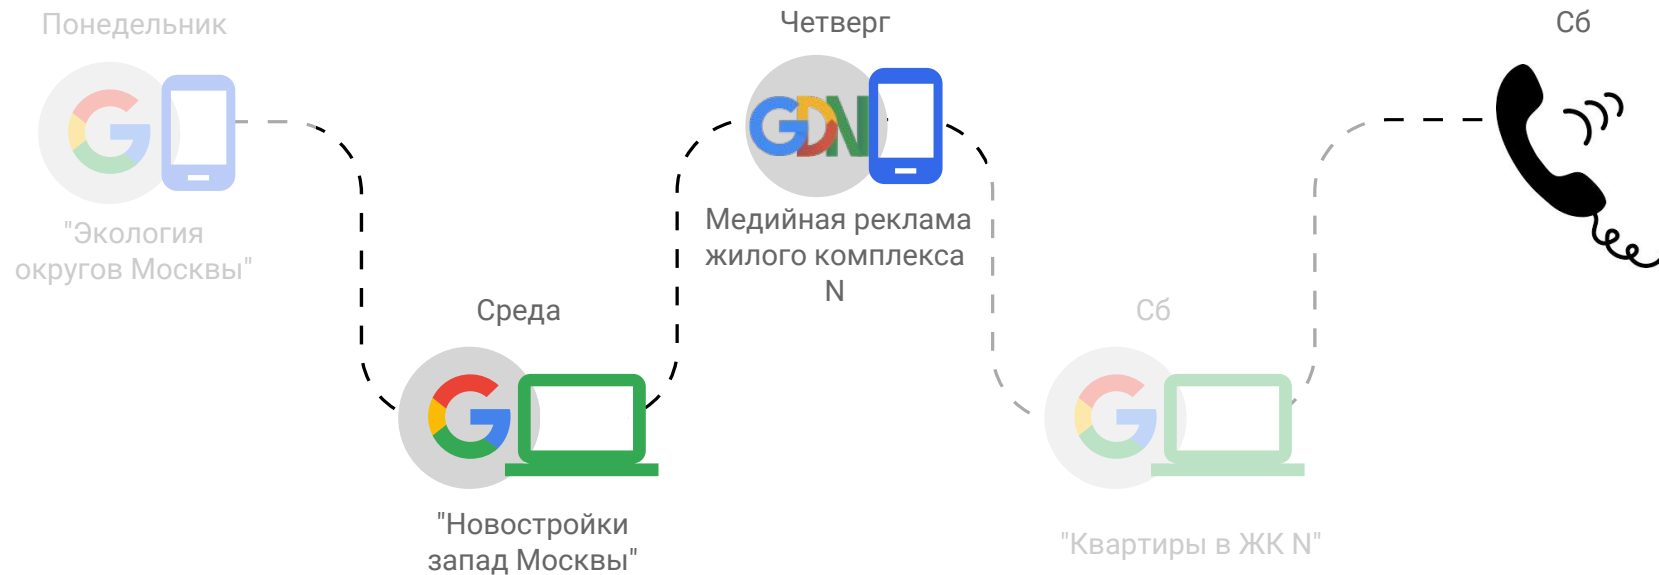 Понедельник
"Экология
округов Москвы"
Среда
"Новостройки
запад Москвы"
Четверг
GDN
Медийная реклама
жилого комплекса
N
Сб
"Квартиры в ЖК N"
Сб